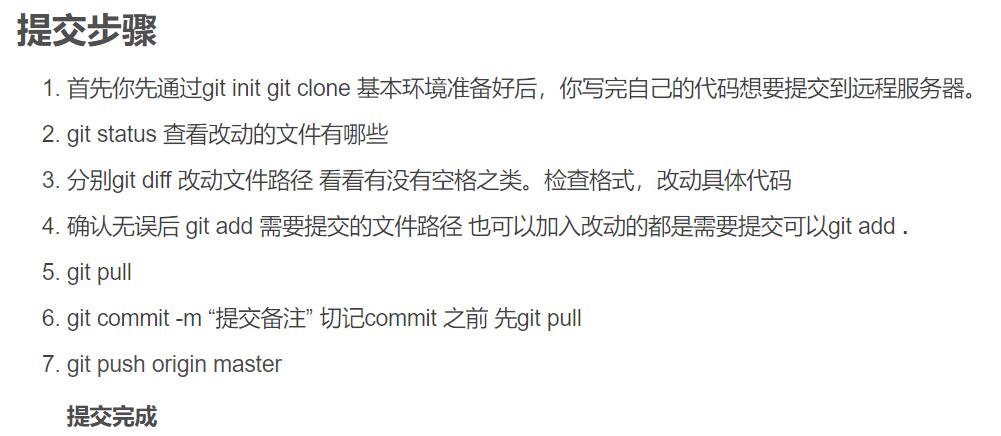 提交步骤
1. 首先你先通过git init git clone 基本环境准备好后，你写完自己的代码想要提交到远程服务器。
2. git status 查看改动的文件有哪些
3. 分别git diff 改动文件路径 看看有没有空格之类。检查格式，改动具体代码
4. 确认无误后 git add 需要提交的文件路径 也可以加入改动的都是需要提交可以git add .
5. git pull
6. git commit -m “提交备注” 切记commit 之前 先git pull
7. git push origin master
提交完成